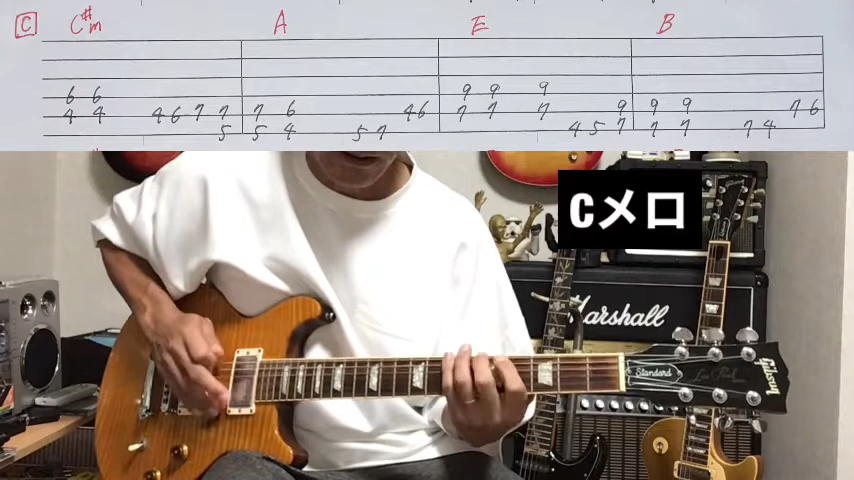 C C#m A E B
6 6 9 9 9
4 4 4 6 7 7 7 6 4 6 7 7 7 9 9 9 7 6
5 5 4 5 7 4 5 7 7 7 7 4
Cメロ
Marshall
Standard
Les Paul
Gibson